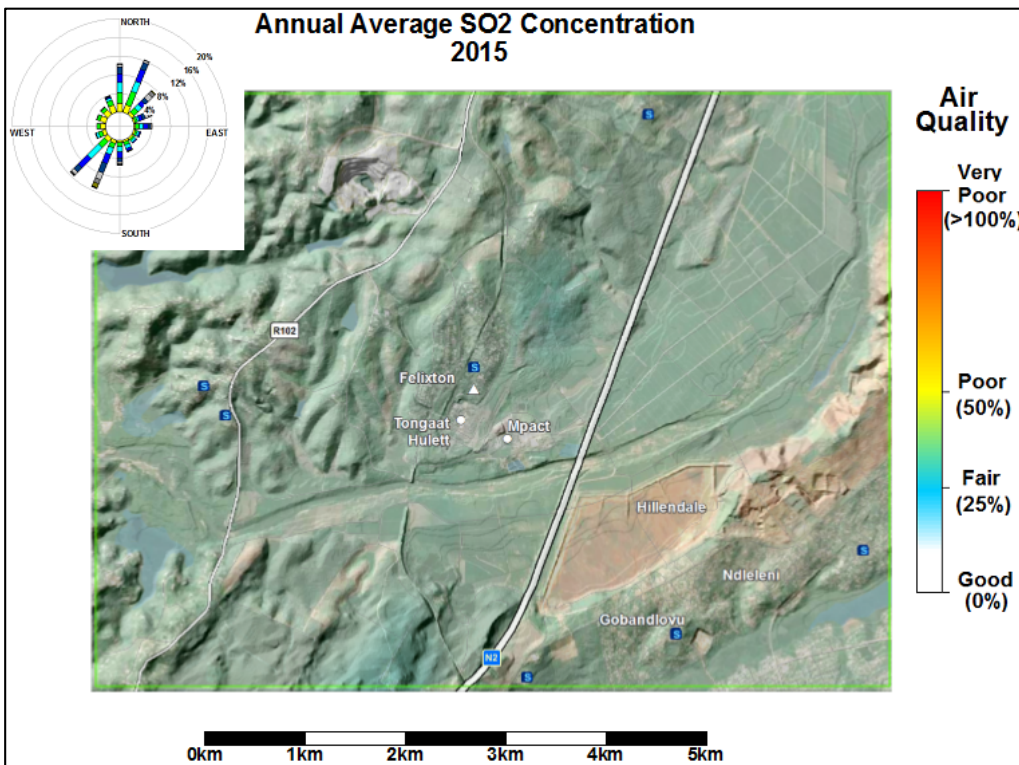 Annual Average SO2 Concentration
2015
NORTH
20%
16%
12%
8%
4%
WEST
EAST
SOUTH
Air
Quality
Very
Poor
(>100%)
Poor
(50%)
Fair
(25%)
Good
(0%)
S
R102
S
Felixton
S
S
Tongaat
Hulett
Mpact
Hillendale
S
Ndleleni
Gobandlovu
S
N2
S
0km
1km
2km
3km
4km
5km